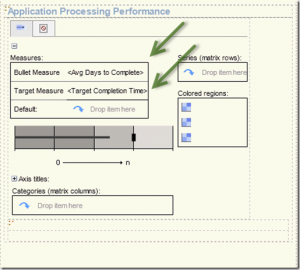 Application Processing Performance
Measures:
Series (matrix rows):
Bullet Measure <Avg Days to Complete>
Drop item here
Target Measure <Target Completion Time>
Colored regions:
Default: Drop item here
0 n
Axis titles:
Categories (matrix columns):
Drop item here